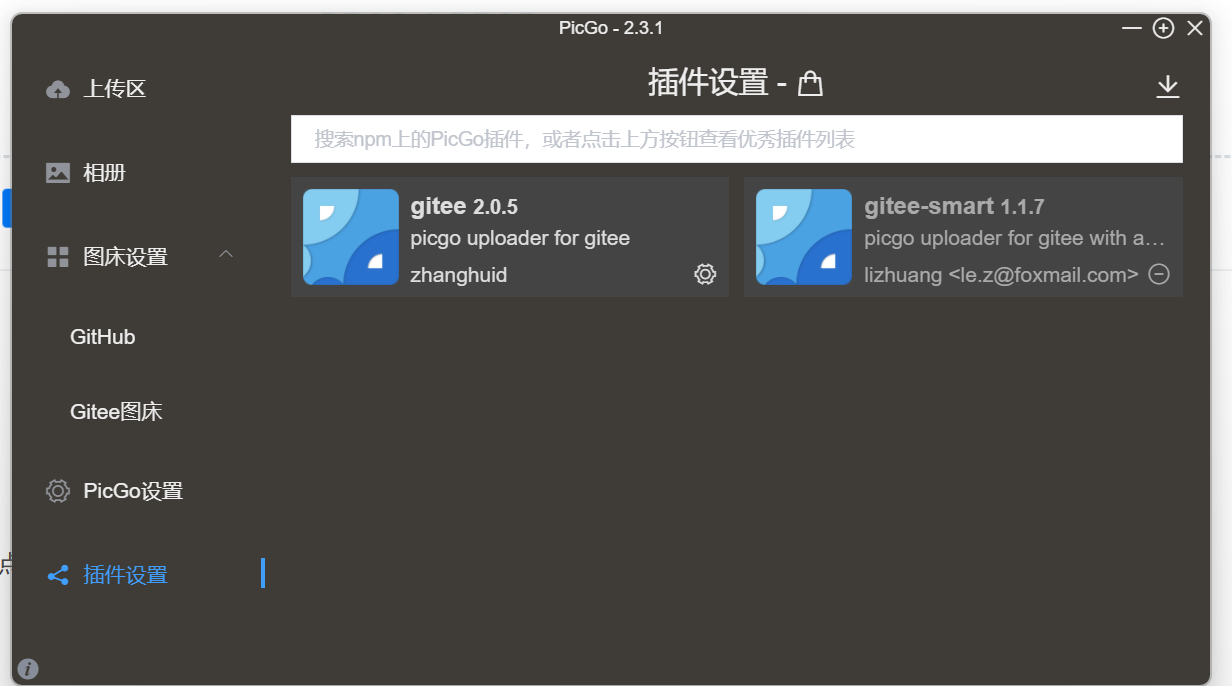 PicGo - 2.3.1
上传区
相册
图床设置
GitHub
Gitee图床
PicGo设置
插件设置
插件设置 -
搜索npm上的PicGo插件，或者点击上方按钮查看优秀插件列表
gitee 2.0.5
picgo uploader for gitee
zhanghuid
gitee-smart 1.1.7
picgo uploader for gitee with a…
lizhuang <le.z@foxmail.com>
点